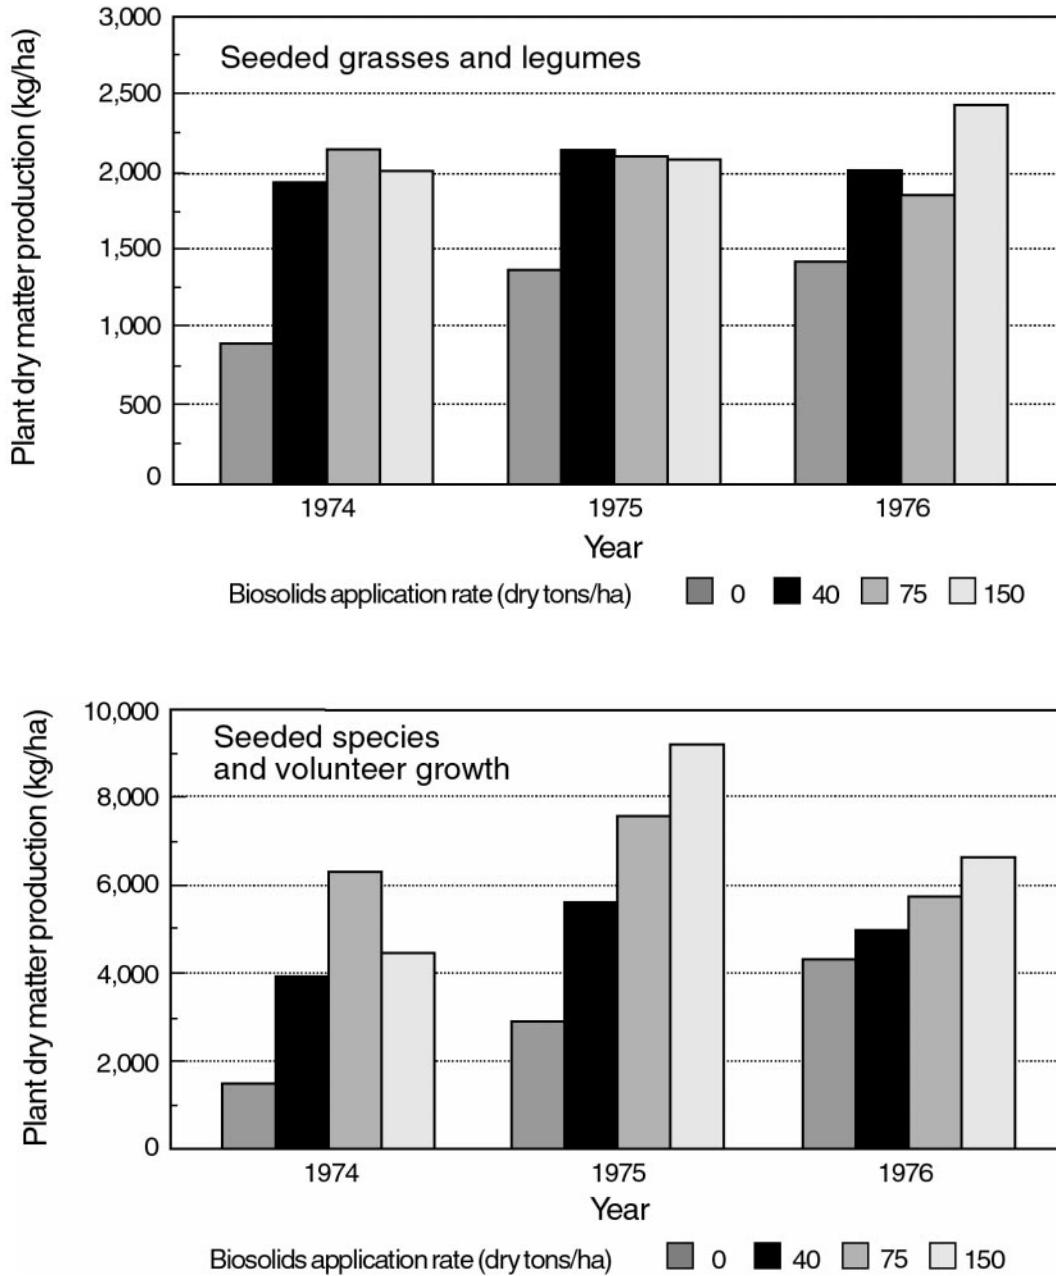 Plant dry matter production (kg/ha)
3,000
2,500
2,000
1,500
1,000
500
0
Seeded grasses and legumes
1974 1975 1976
Year
Biosolids application rate (dry tons/ha) 0 40 75 150
Plant dry matter production (kg/ha)
10,000
8,000
6,000
4,000
2,000
0
Seeded species
and volunteer growth
1974 1975 1976
Year
Biosolids application rate (dry tons/ha) 0 40 75 150